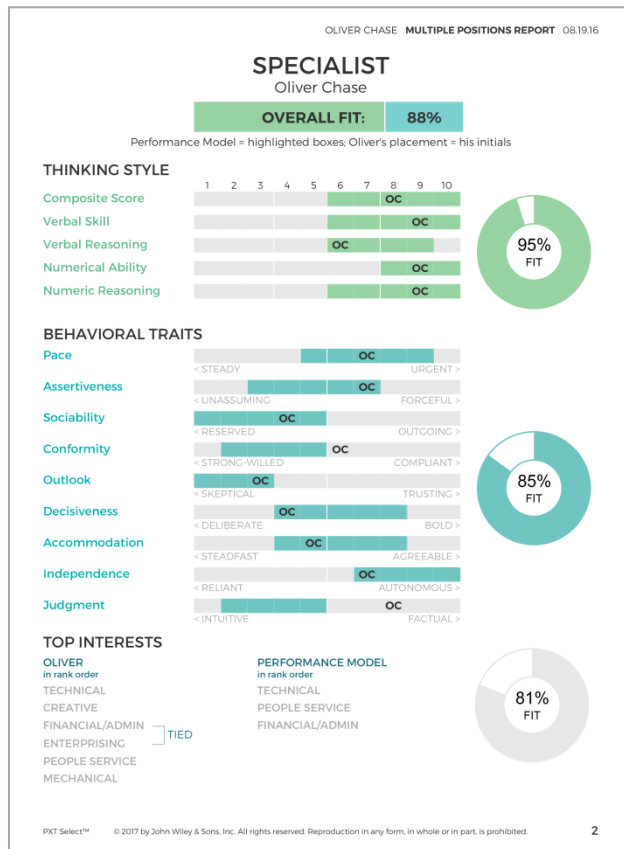 OLIVER CHASE MULTIPLE POSITIONS REPORT 08.19.16
SPECIALIST
Oliver Chase
OVERALL FIT: 88%
Performance Model = highlighted boxes; Oliver's placement = his initials
THINKING STYLE
1 2 3 4 5 6 7 8 9 10
Composite Score OC
Verbal Skill OC
Verbal Reasoning OC
Numerical Ability OC
Numeric Reasoning OC
95%
FIT
BEHAVIORAL TRAITS
Pace OC
< STEADY URGENT >
Assertiveness OC
< UNASSUMING FORCEFUL >
Sociability OC
< RESERVED OUTGOING >
Conformity OC
< STRONG-WILLED COMPLIANT >
Outlook OC
< SKEPTICAL TRUSTING >
Decisiveness OC
< DELIBERATE BOLD >
Accommodation OC
< STEADFAST AGREEABLE >
Independence OC
< RELIANT AUTONOMOUS >
Judgment OC
< INTUITIVE FACTUAL >
85%
FIT
TOP INTERESTS
OLIVER
in rank order
TECHNICAL
CREATIVE
FINANCIAL/ADMIN
ENTERPRISING
TIED
PEOPLE SERVICE
MECHANICAL
PERFORMANCE MODEL
in rank order
TECHNICAL
PEOPLE SERVICE
FINANCIAL/ADMIN
81%
FIT
PXT Select™ © 2017 by John Wiley & Sons, Inc. All rights reserved. Reproduction in any form, in whole or in part, is prohibited. 2